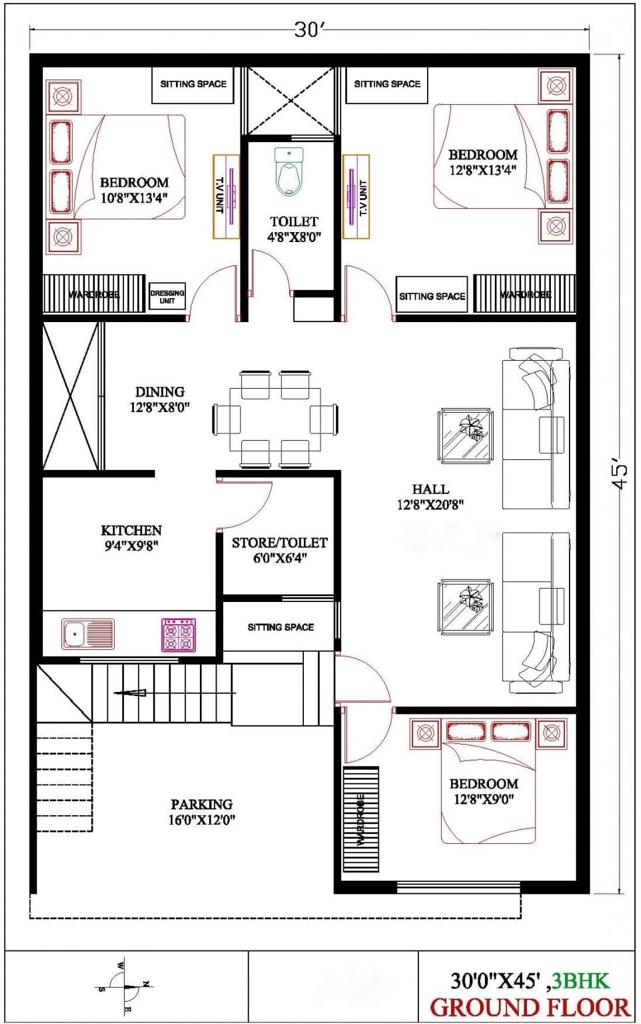 30'
SITTING SPACE
SITTING SPACE
BEDROOM
10'8"X13'4"
T.V UNIT
TOILET
4'8"X8'0"
T.V UNIT
BEDROOM
12'8"X13'4"
WARDROBE
DRESSING
UNIT
SITTING SPACE
WARDROBE
DINING
12'8"X8'0"
45'
HALL
12'8"X20'8"
KITCHEN
9'4"X9'8"
STORE/TOILET
6'0"X6'4"
SITTING SPACE
PARKING
16'0"X12'0"
BEDROOM
12'8"X9'0"
WARDROBE
W
N
S
E
30'0"X45' ,3BHK
GROUND FLOOR